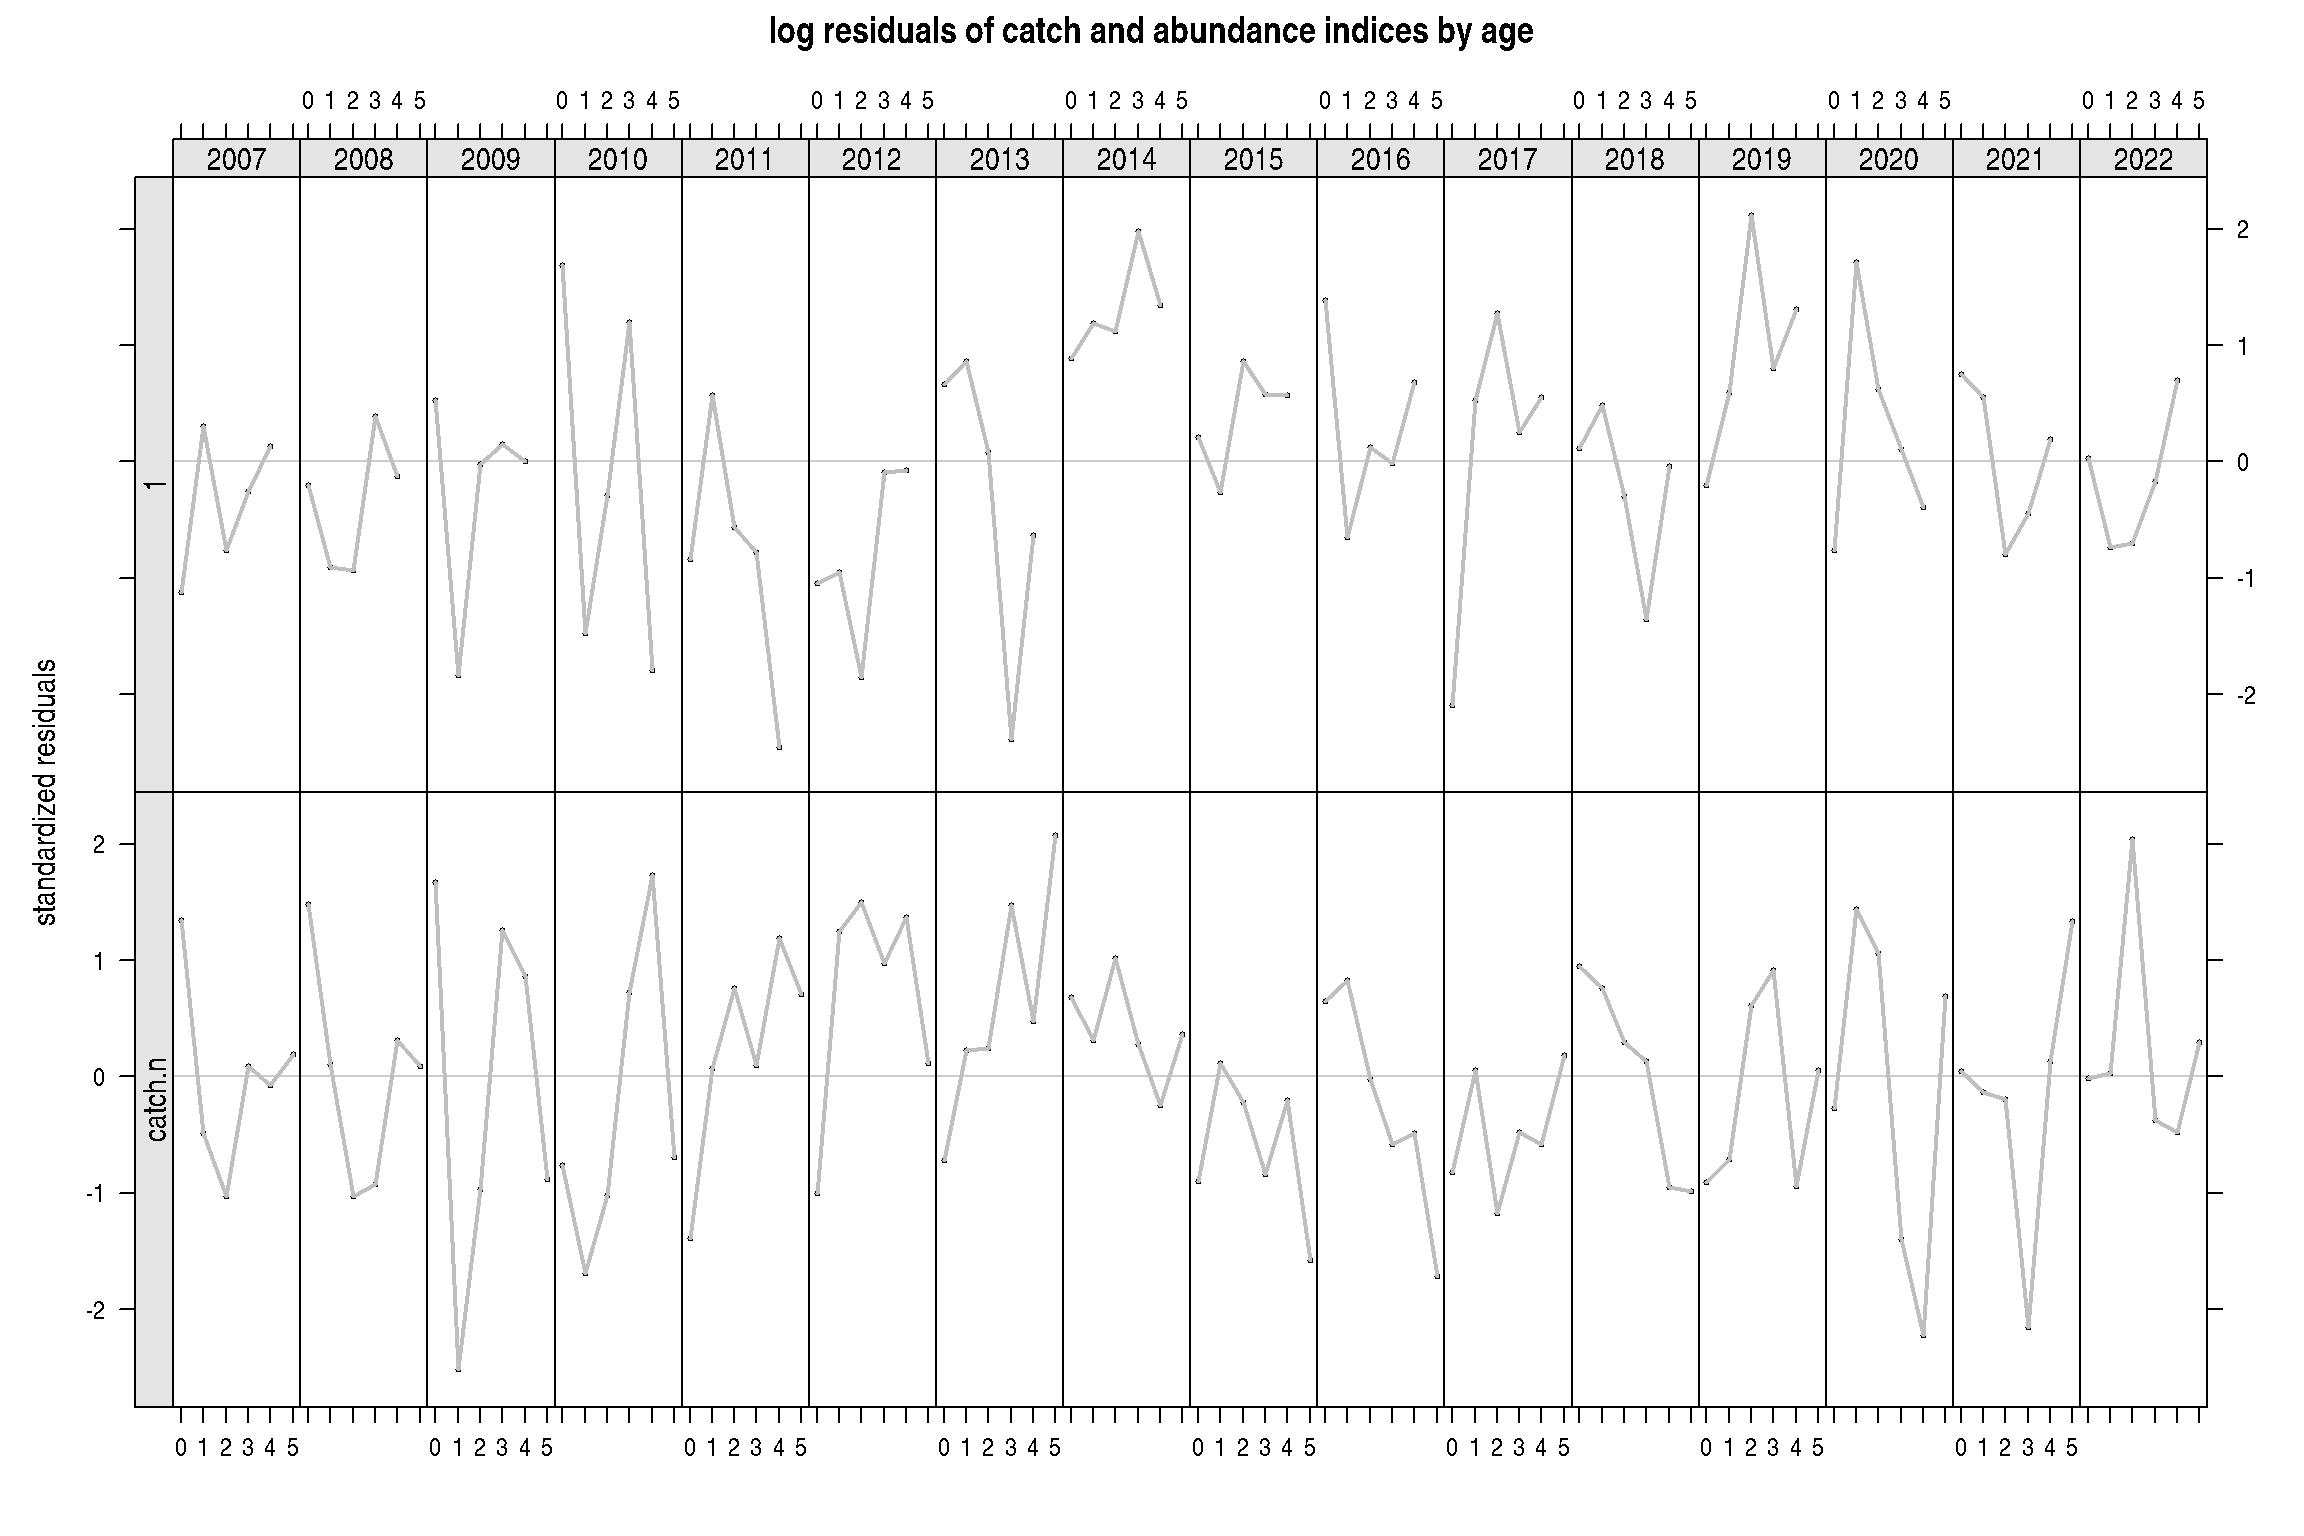 log residuals of catch and abundance indices by age
0 1 2 3 4 5 0 1 2 3 4 5 0 1 2 3 4 5 0 1 2 3 4 5 0 1 2 3 4 5 0 1 2 3 4 5 0 1 2 3 4 5 0 1 2 3 4 5
2007 2008 2009 2010 2011 2012 2013 2014 2015 2016 2017 2018 2019 2020 2021 2022
2
1
0
-1
-2
1
standardized residuals
2
1
0
-1
-2
catch.n
0 1 2 3 4 5 0 1 2 3 4 5 0 1 2 3 4 5 0 1 2 3 4 5 0 1 2 3 4 5 0 1 2 3 4 5 0 1 2 3 4 5 0 1 2 3 4 5